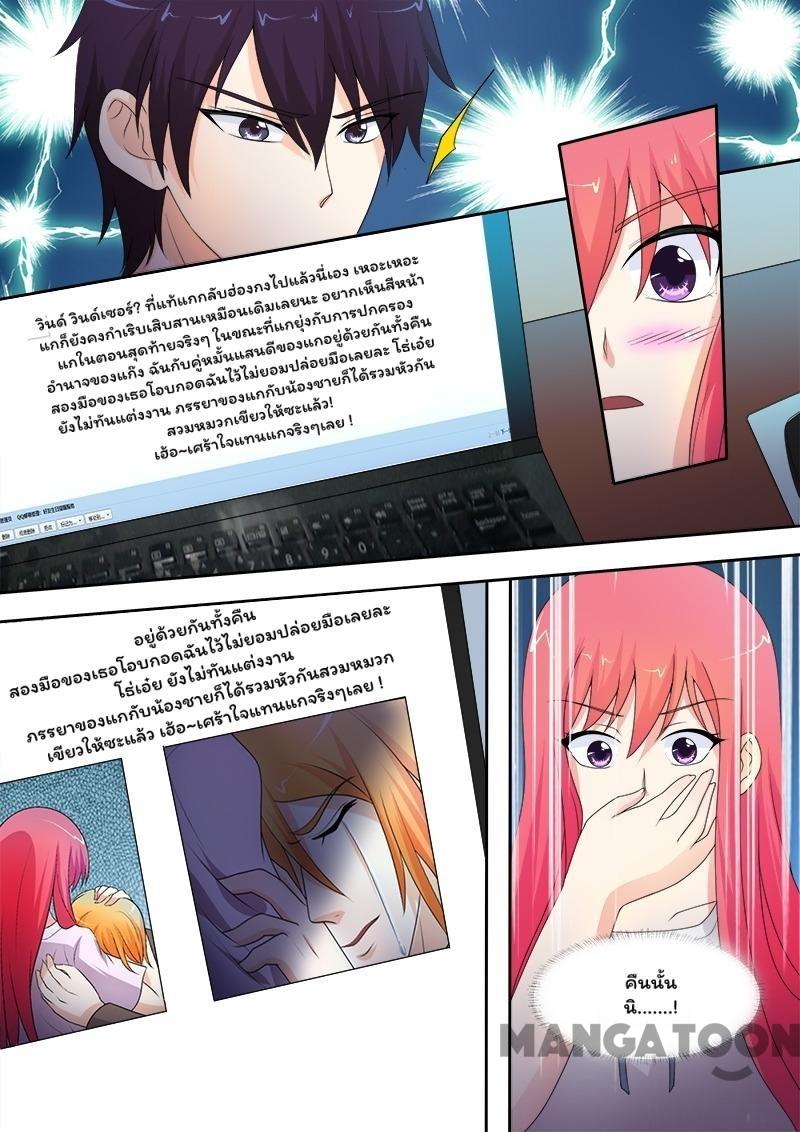 วินด์ วินด์เซอร์? ที่แท้แกกลับฮ่องกงไปแล้วนี่เอง เหอะเหอะ
แกก็ยังคงกำเริบเสิบสานเหมือนเดิมเลยนะ อยากเห็นสีหน้า
แกในตอนสุดท้ายจริงๆ ในขณะที่แกยุ่งกับการปกครอง
อำนาจของแก๊ง ฉันกับคู่หมั้นแสนดีของแกอยู่ด้วยกันทั้งคืน
สองมือของเธอโอบกอดฉันไว้ไม่ยอมปล่อยมือเลยละ โธ่เอ๋ย
ยังไม่ทันแต่งงาน ภรรยาของแกกับน้องชายก็ได้รวมหัวกัน
สวมหมวกเขียวให้ซะแล้ว!
เฮ้อ~เศร้าใจแทนแกจริงๆเลย !
7 8 9 0
backspace
home
อยู่ด้วยกันทั้งคืน
สองมือของเธอโอบกอดฉันไว้ไม่ยอมปล่อยมือเลยละ
โธ่เอ๋ย ยังไม่ทันแต่งงาน
ภรรยาของแกกับน้องชายก็ได้รวมหัวกันสวมหมวก
เขียวให้ซะแล้ว เฮ้อ~เศร้าใจแทนแกจริงๆเลย !
คืนนั้น
นิ.......!
MANGATOON